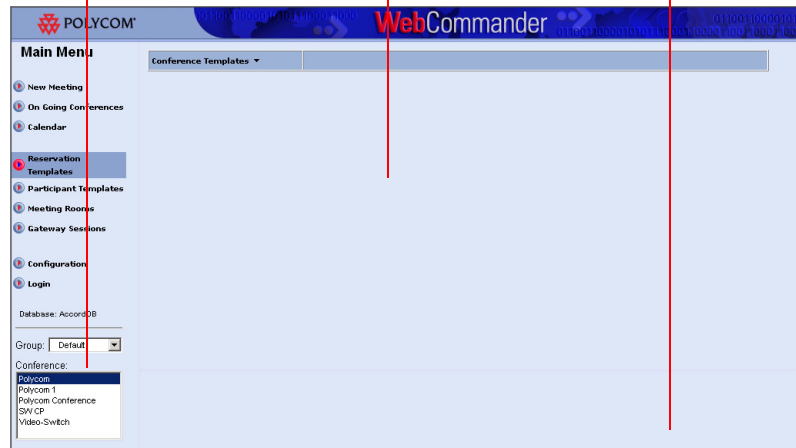 POLYCOM
WebCommander
Main Menu
Conference Templates
New Meeting
On Going Conferences
Calendar
Reservation
Templates
Participant Templates
Meeting Rooms
Gateway Sessions
Configuration
Login
Database: AccordDB
Group: Default
Conference:
Polycom
Polycom 1
Polycom Conference
SW CP
Video-Switch